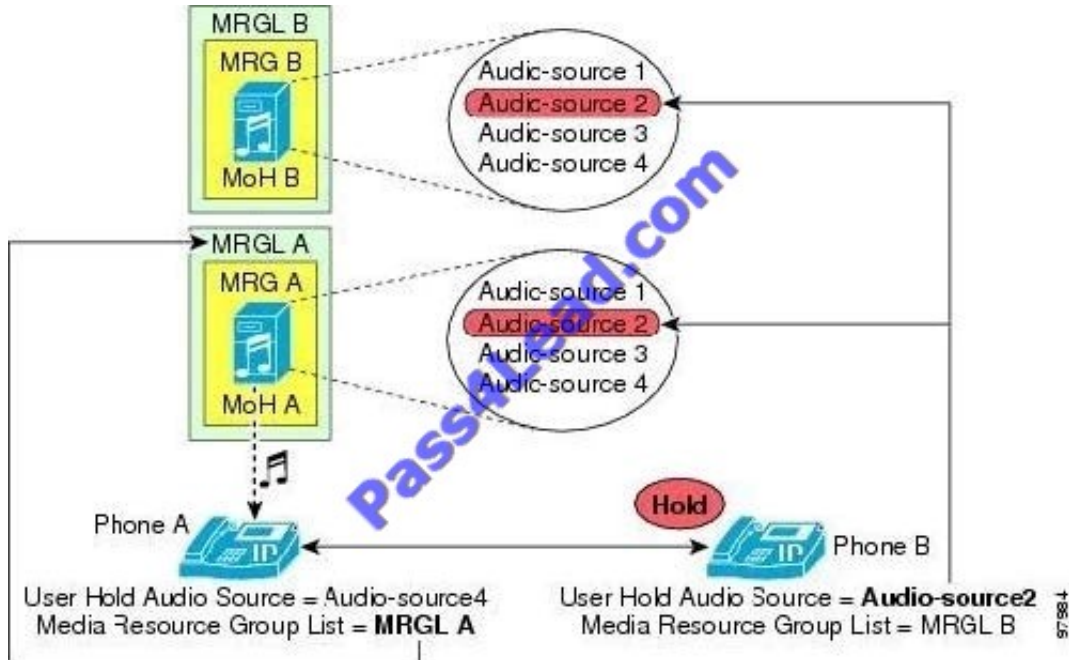 MRGL B
MRG B
MoH B
Audic-source 1
Audic-source 2
Audic-source 3
Audic-source 4
MRGL A
MRG A
MoH A
Audic-source 1
Audic-source 2
Audic-source 3
Audic-source 4
Pass4Lead.com
Hold
Phone A
IP
IP
Phone B
User Hold Audio Source = Audio-source4
Media Resource Group List = MRGL A
User Hold Audio Source = Audio-source2
Media Resource Group List = MRGL B
97984